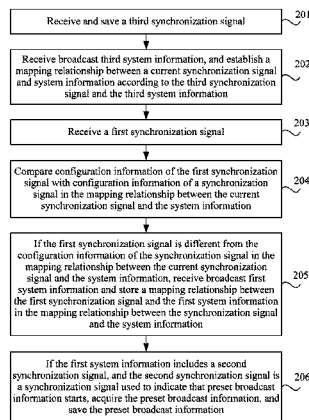 Receive and save a third synchronization signal
201
Receive broadcast third system information, and establish a
mapping relationship between a current synchronization signal
and system information according to the third synchronization
signal and the third system information
202
Receive a first synchronization signal
203
Compare configuration information of the first synchronization
signal with configuration information of a synchronization
signal in the mapping relationship between the current
synchronization signal and the system information
204
If the first synchronization signal is different from the
configuration information of the synchronization signal in the
mapping relationship between the current synchronization
signal and the system information, receive broadcast first
system information and store a mapping relationship between
the first synchronization signal and the first system information
in the mapping relationship between the synchronization
signal and the system information
205
If the first system information includes a second
synchronization signal, and the second synchronization signal
is a synchronization signal used to indicate that preset broadcast
information starts, acquire the preset broadcast information, and
save the preset broadcast information
206